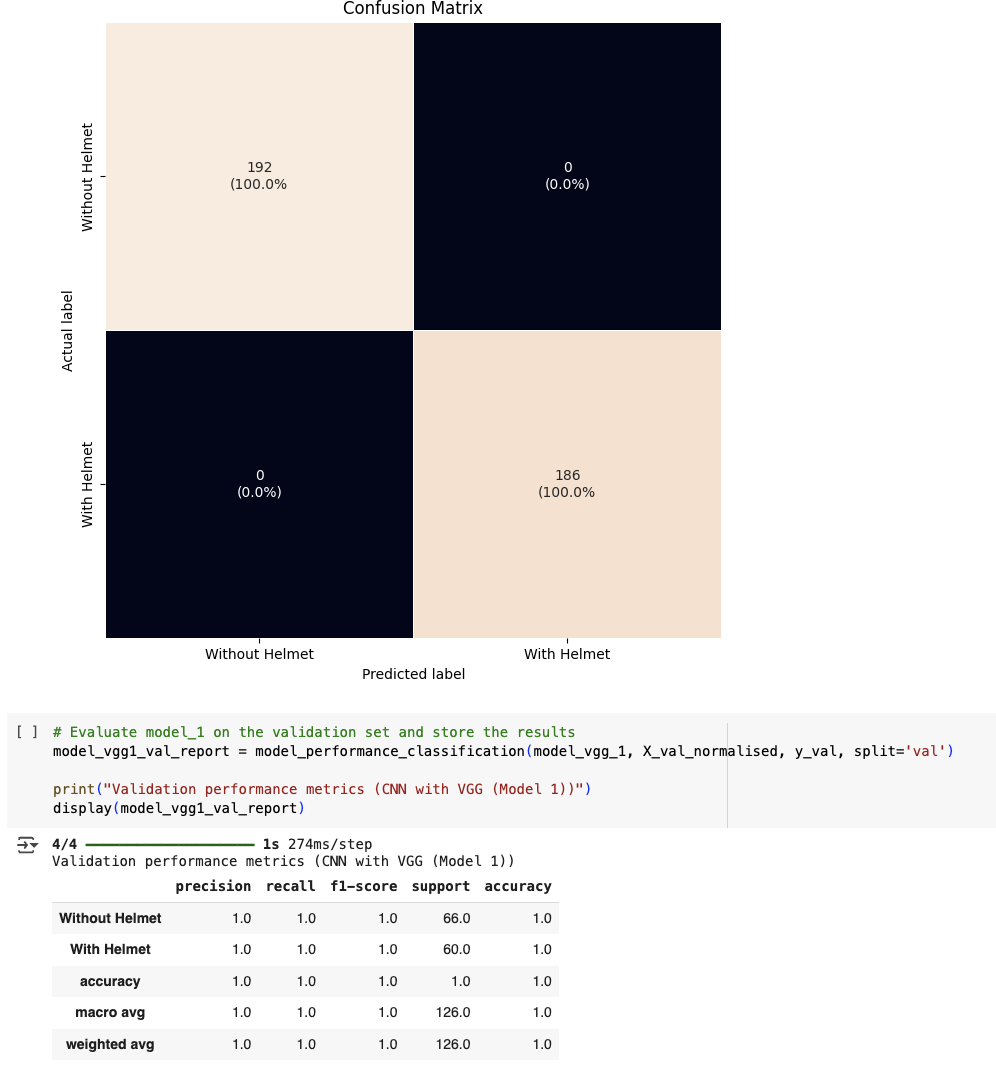 Confusion Matrix
Without Helmet
With Helmet
Actual label
192
(100.0%
0
(0.0%)
0
(0.0%)
186
(100.0%
Without Helmet
With Helmet
Predicted label
[ ] # Evaluate model_1 on the validation set and store the results
model_vgg1_val_report = model_performance_classification(model_vgg_1, X_val_normalised, y_val, split='val')
print("Validation performance metrics (CNN with VGG (Model 1))")
display(model_vgg1_val_report)
4/4 1s 274ms/step
Validation performance metrics (CNN with VGG (Model 1))
precision recall f1-score support accuracy
Without Helmet 1.0 1.0 1.0 66.0 1.0
With Helmet 1.0 1.0 1.0 60.0 1.0
accuracy 1.0 1.0 1.0 1.0 1.0
macro avg 1.0 1.0 1.0 126.0 1.0
weighted avg 1.0 1.0 1.0 126.0 1.0